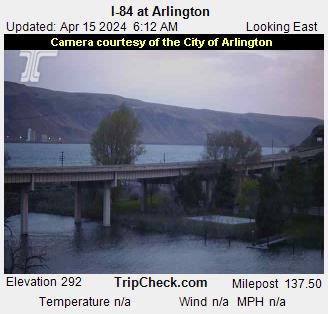 I-84 at Arlington
Updated: Apr 15 2024 6:12 AM Looking East
Camera courtesy of the City of Arlington
Elevation 292 TripCheck.com Milepost 137.50
Temperature n/a Wind n/a MPH n/a